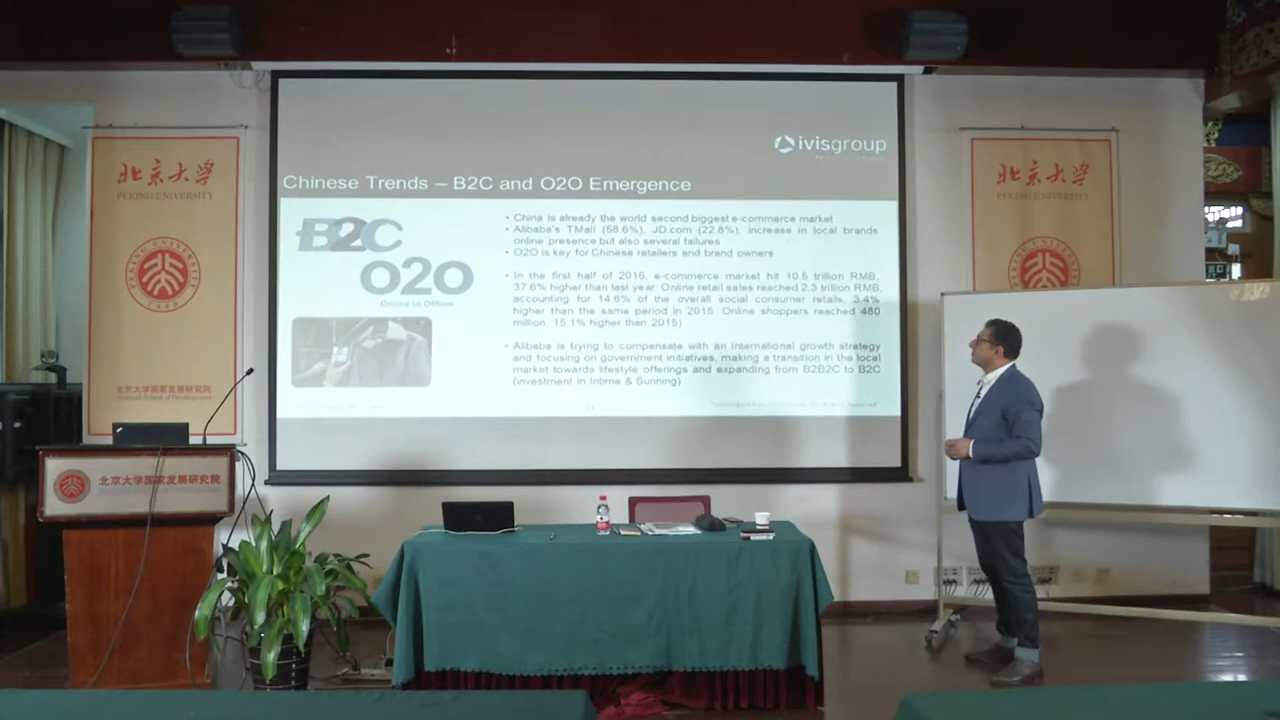 ivisgroup
Chinese Trends – B2C and O2O Emergence
B2C
O2O
Online to Offline
• China is already the world second biggest e-commerce market
• Alibaba's TMall (58.6%), JD.com (22.8%), increase in local brands
online presence but also several failures
• O2O is key for Chinese retailers and brand owners
• In the first half of 2016, e-commerce market hit 10.5 trillion RMB,
37.6% higher than last year. Online retail sales reached 2.3 trillion RMB,
accounting for 14.8% of the overall social consumer retails, 3.4%
higher than the same period in 2015. Online shoppers reached 480
million, 15.1% higher than 2015)
• Alibaba is trying to compensate with an international growth strategy
and focusing on government initiatives, making a transition in the local
market towards lifestyle offerings and expanding from B2B2C to B2C
(investment in Intime & Sunning)
北京大学
PEKING UNIVERSITY
PEKING UNIVERSITY
1898
北京大学国家发展研究院
National School of Development
北京大学
PEKING UNIVERSITY
PEKING UNIVERSITY
北京大学国家发展研究院